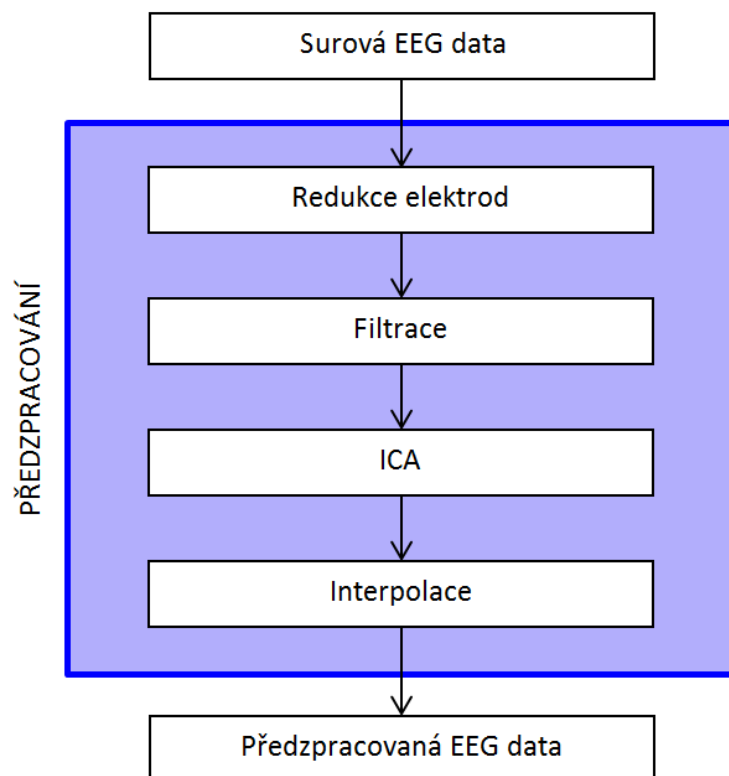 Surová EEG data
PŘEDZPRACOVÁNÍ
Redukce elektrod
Filtrace
ICA
Interpolace
Předzpracovaná EEG data